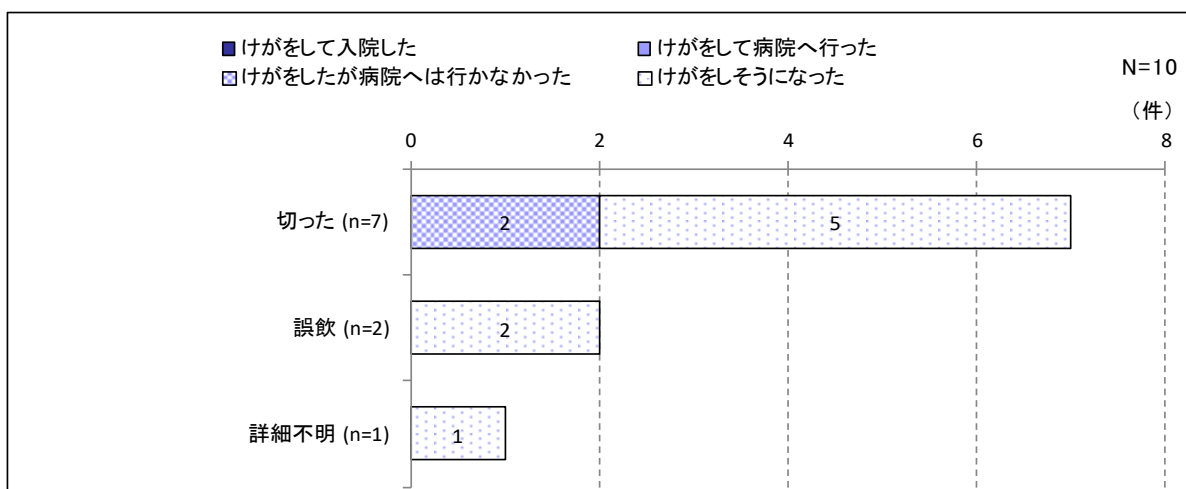 けがをして入院した けがをして病院へ行った
けがをしたが病院へは行かなかった けがをしそうになった
N=10
（件）
0 2 4 6 8
切った (n=7) 2 5
誤飲 (n=2) 2
詳細不明 (n=1) 1